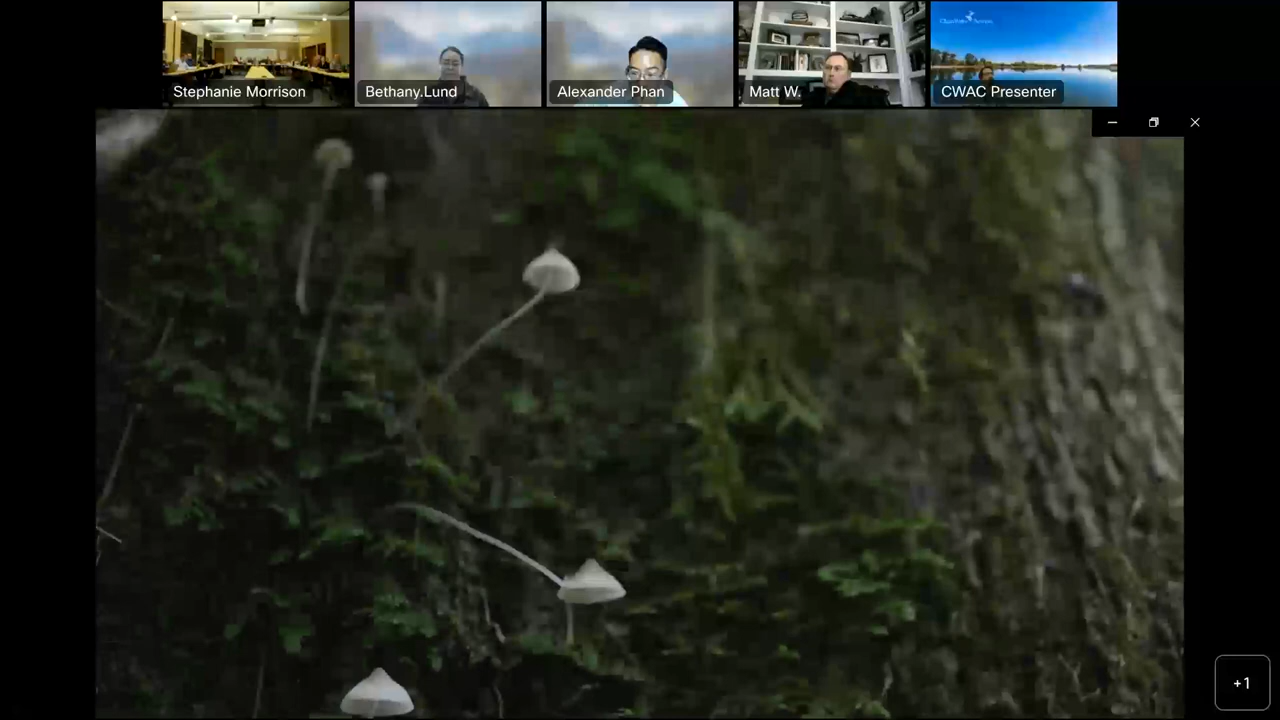 Stephanie Morrison
Bethany.Lund
Alexander Phan
Matt W.
CWAC Presenter
+1